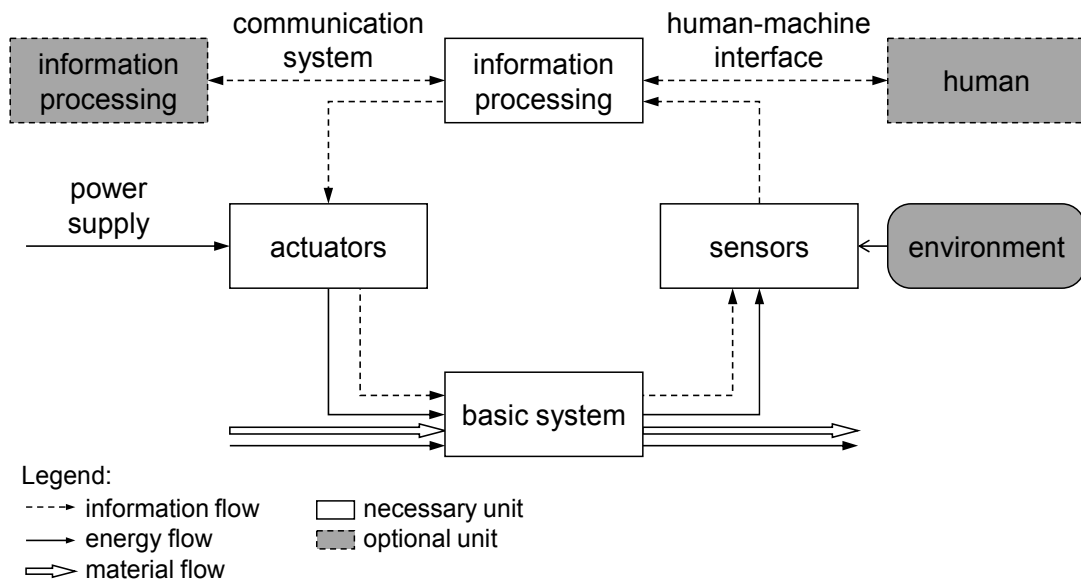 communication
system
human-machine
interface
information
processing
information
processing
human
power
supply
actuators
sensors
environment
basic system
Legend:
information flow
necessary unit
energy flow
optional unit
material flow